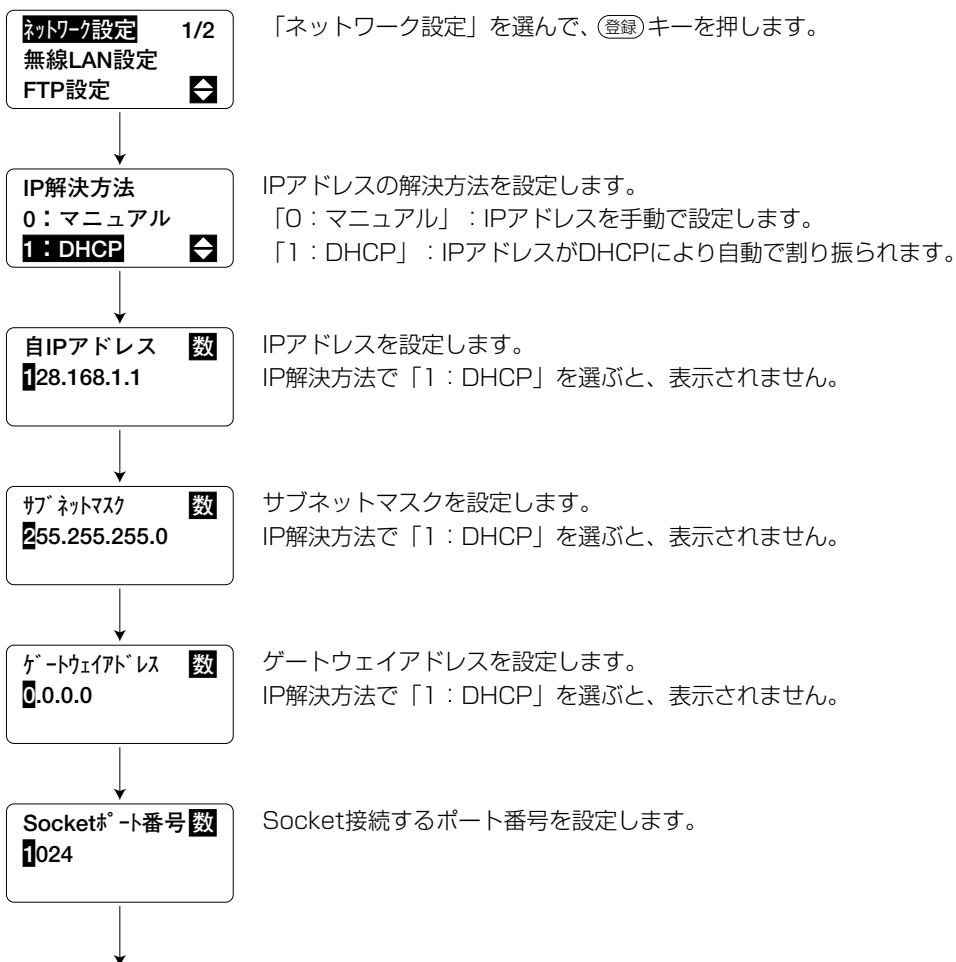 ﾈｯﾄﾜｰｸ設定 1/2
無線LAN設定
FTP設定
「ネットワーク設定」を選んで、登録キーを押します。
IP解決方法
0：マニュアル
1：DHCP
IPアドレスの解決方法を設定します。
「0：マニュアル」：IPアドレスを手動で設定します。
「1：DHCP」：IPアドレスがDHCPにより自動で割り振られます。
自IPアドレス 数
128.168.1.1
IPアドレスを設定します。
IP解決方法で「1：DHCP」を選ぶと、表示されません。
ｻﾌﾞﾈｯﾄﾏｽｸ 数
255.255.255.0
サブネットマスクを設定します。
IP解決方法で「1：DHCP」を選ぶと、表示されません。
ｹﾞｰﾄｳｪｲｱﾄﾞﾚｽ 数
0.0.0.0
ゲートウェイアドレスを設定します。
IP解決方法で「1：DHCP」を選ぶと、表示されません。
Socketﾎﾟｰﾄ番号 数
1024
Socket接続するポート番号を設定します。